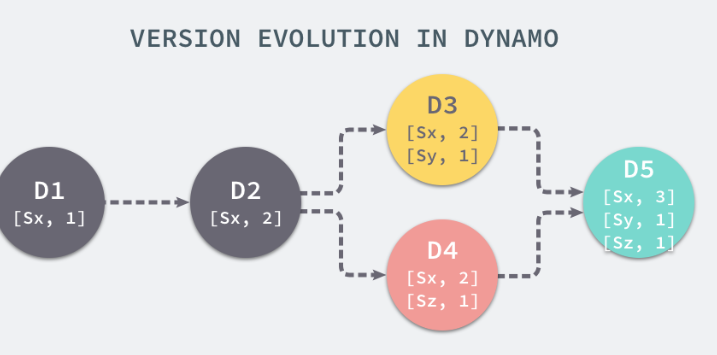 VERSION EVOLUTION IN DYNAMO
D1
[Sx, 1]
D2
[Sx, 2]
D3
[Sx, 2]
[Sy, 1]
D4
[Sx, 2]
[Sz, 1]
D5
[Sx, 3]
[Sy, 1]
[Sz, 1]